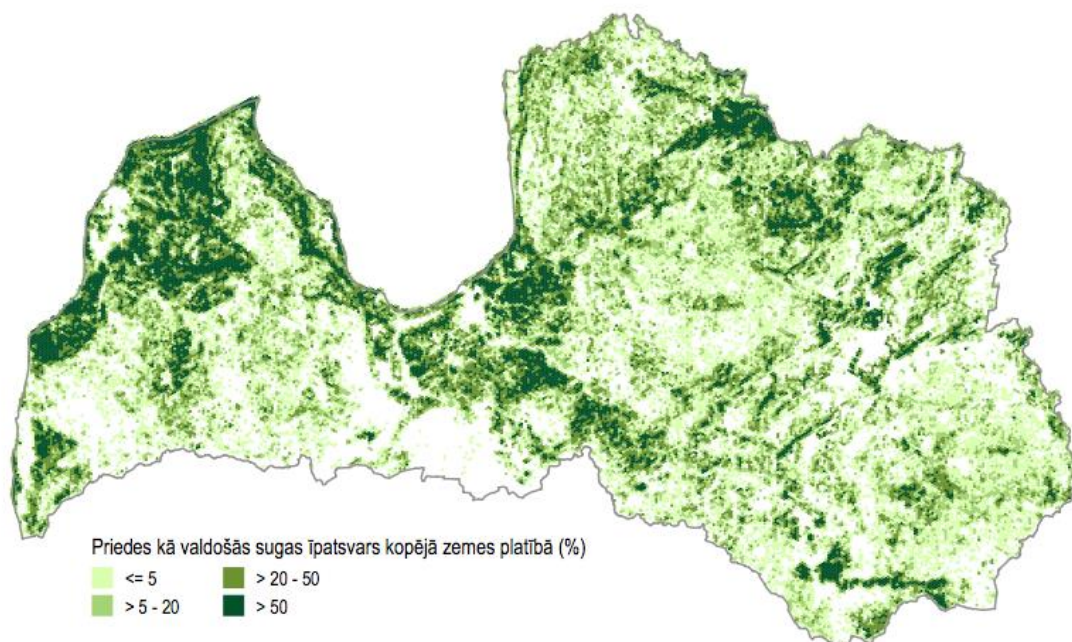 Priedes kā valdošās sugas īpatsvars kopējā zemes platībā (%)
<= 5
> 20 - 50
> 5 - 20
> 50